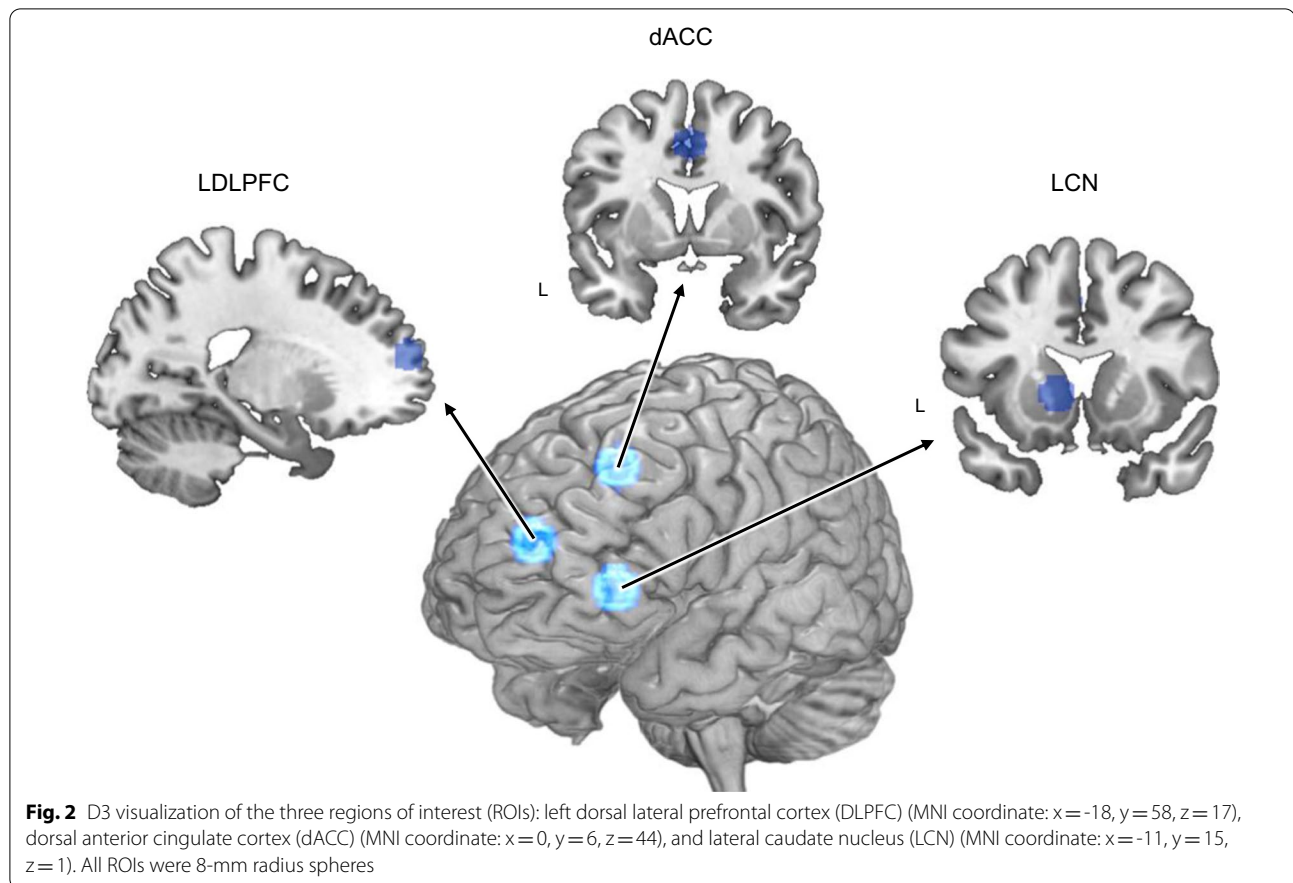 dACC
LDLPFC
LCN
L
L
Fig. 2 D3 visualization of the three regions of interest (ROIs): left dorsal lateral prefrontal cortex (DLPFC) (MNI coordinate: x = -18, y = 58, z = 17),
dorsal anterior cingulate cortex (dACC) (MNI coordinate: x = 0, y = 6, z = 44), and lateral caudate nucleus (LCN) (MNI coordinate: x = -11, y = 15,
z = 1). All ROIs were 8-mm radius spheres